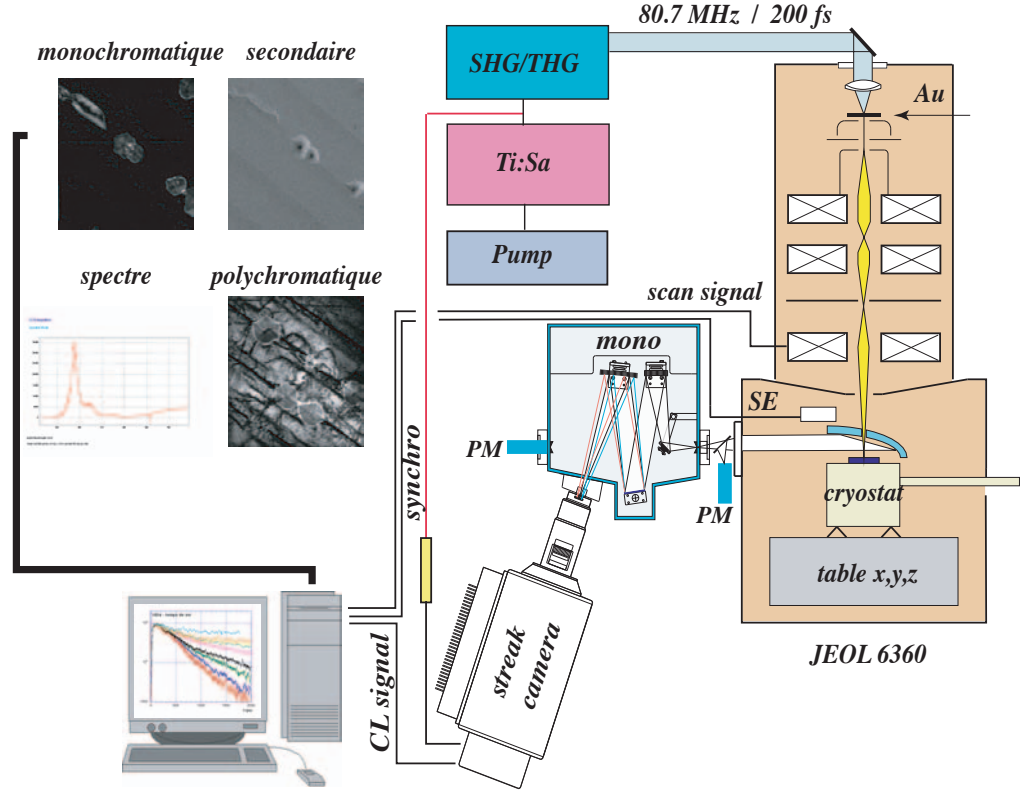 80.7 MHz / 200 fs
monochromatique
secondaire
SHG/THG
Au
Ti:Sa
Pump
spectre
polychromatique
scan signal
mono
SE
PM
synchro
PM
cryostat
table x,y,z
JEOL 6360
streak
camera
CL signal